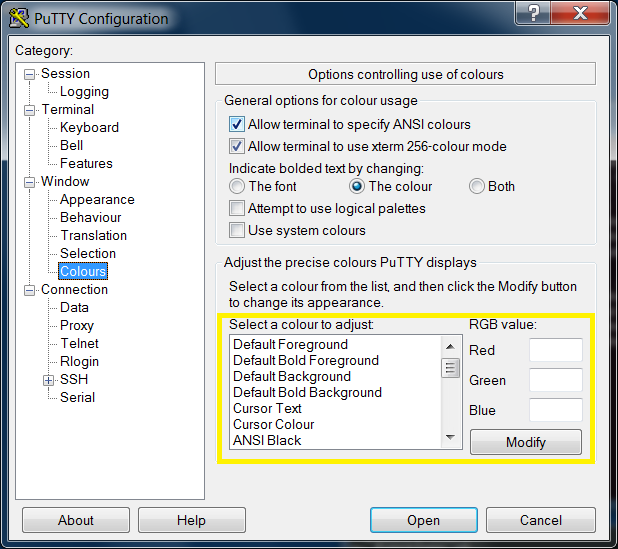 PuTTY Configuration
?
Category:
Session
Logging
Terminal
Keyboard
Bell
Features
Window
Appearance
Behaviour
Translation
Selection
Colours
Connection
Data
Proxy
Telnet
Rlogin
SSH
Serial
Options controlling use of colours
General options for colour usage
Allow terminal to specify ANSI colours
Allow terminal to use xterm 256-colour mode
Indicate bolded text by changing:
The font The colour Both
Attempt to use logical palettes
Use system colours
Adjust the precise colours PuTTY displays
Select a colour from the list, and then click the Modify button
to change its appearance.
Select a colour to adjust:
Default Foreground
Default Bold Foreground
Default Background
Default Bold Background
Cursor Text
Cursor Colour
ANSI Black
RGB value:
Red
Green
Blue
Modify
About Help Open Cancel